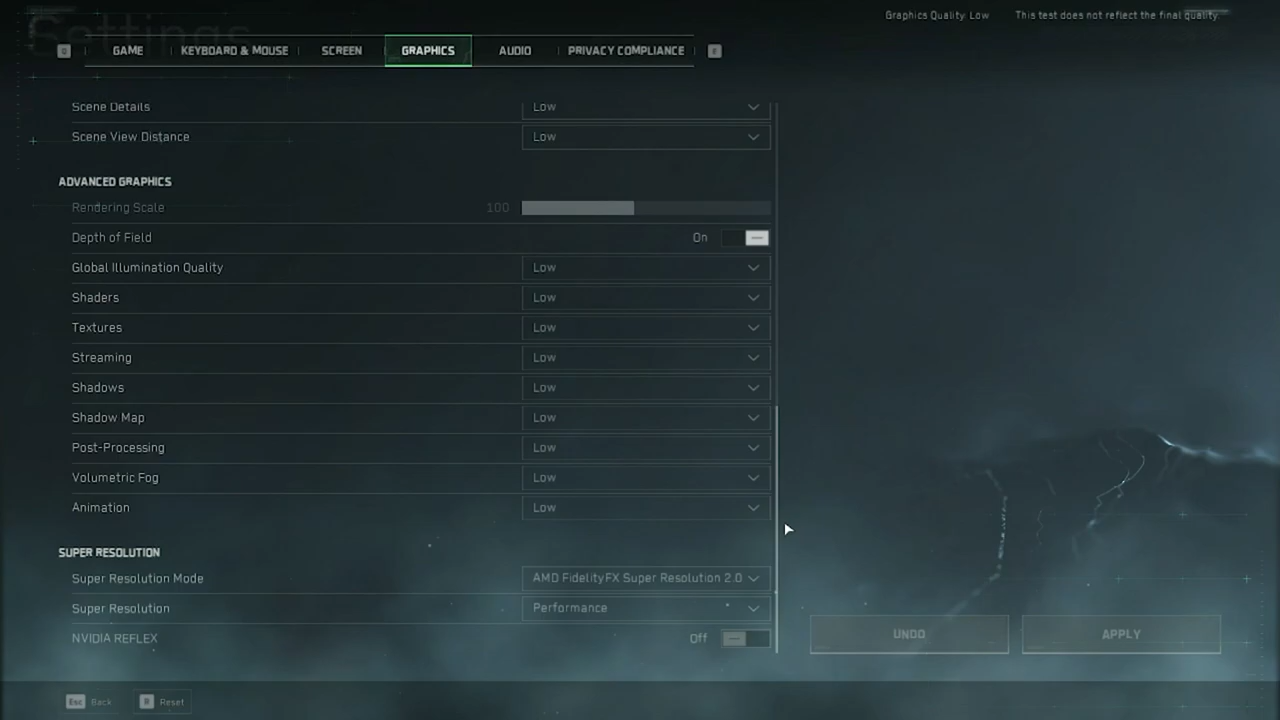 Settings
Graphics Quality: Low This test does not reflect the final quality.
Q GAME KEYBOARD & MOUSE SCREEN GRAPHICS AUDIO PRIVACY COMPLIANCE E
Scene Details Low
Scene View Distance Low
ADVANCED GRAPHICS
Rendering Scale 100
Depth of Field On
Global Illumination Quality Low
Shaders Low
Textures Low
Streaming Low
Shadows Low
Shadow Map Low
Post-Processing Low
Volumetric Fog Low
Animation Low
SUPER RESOLUTION
Super Resolution Mode AMD FidelityFX Super Resolution 2.0
Super Resolution Performance
NVIDIA REFLEX Off
UNDO APPLY
Esc Back R Reset